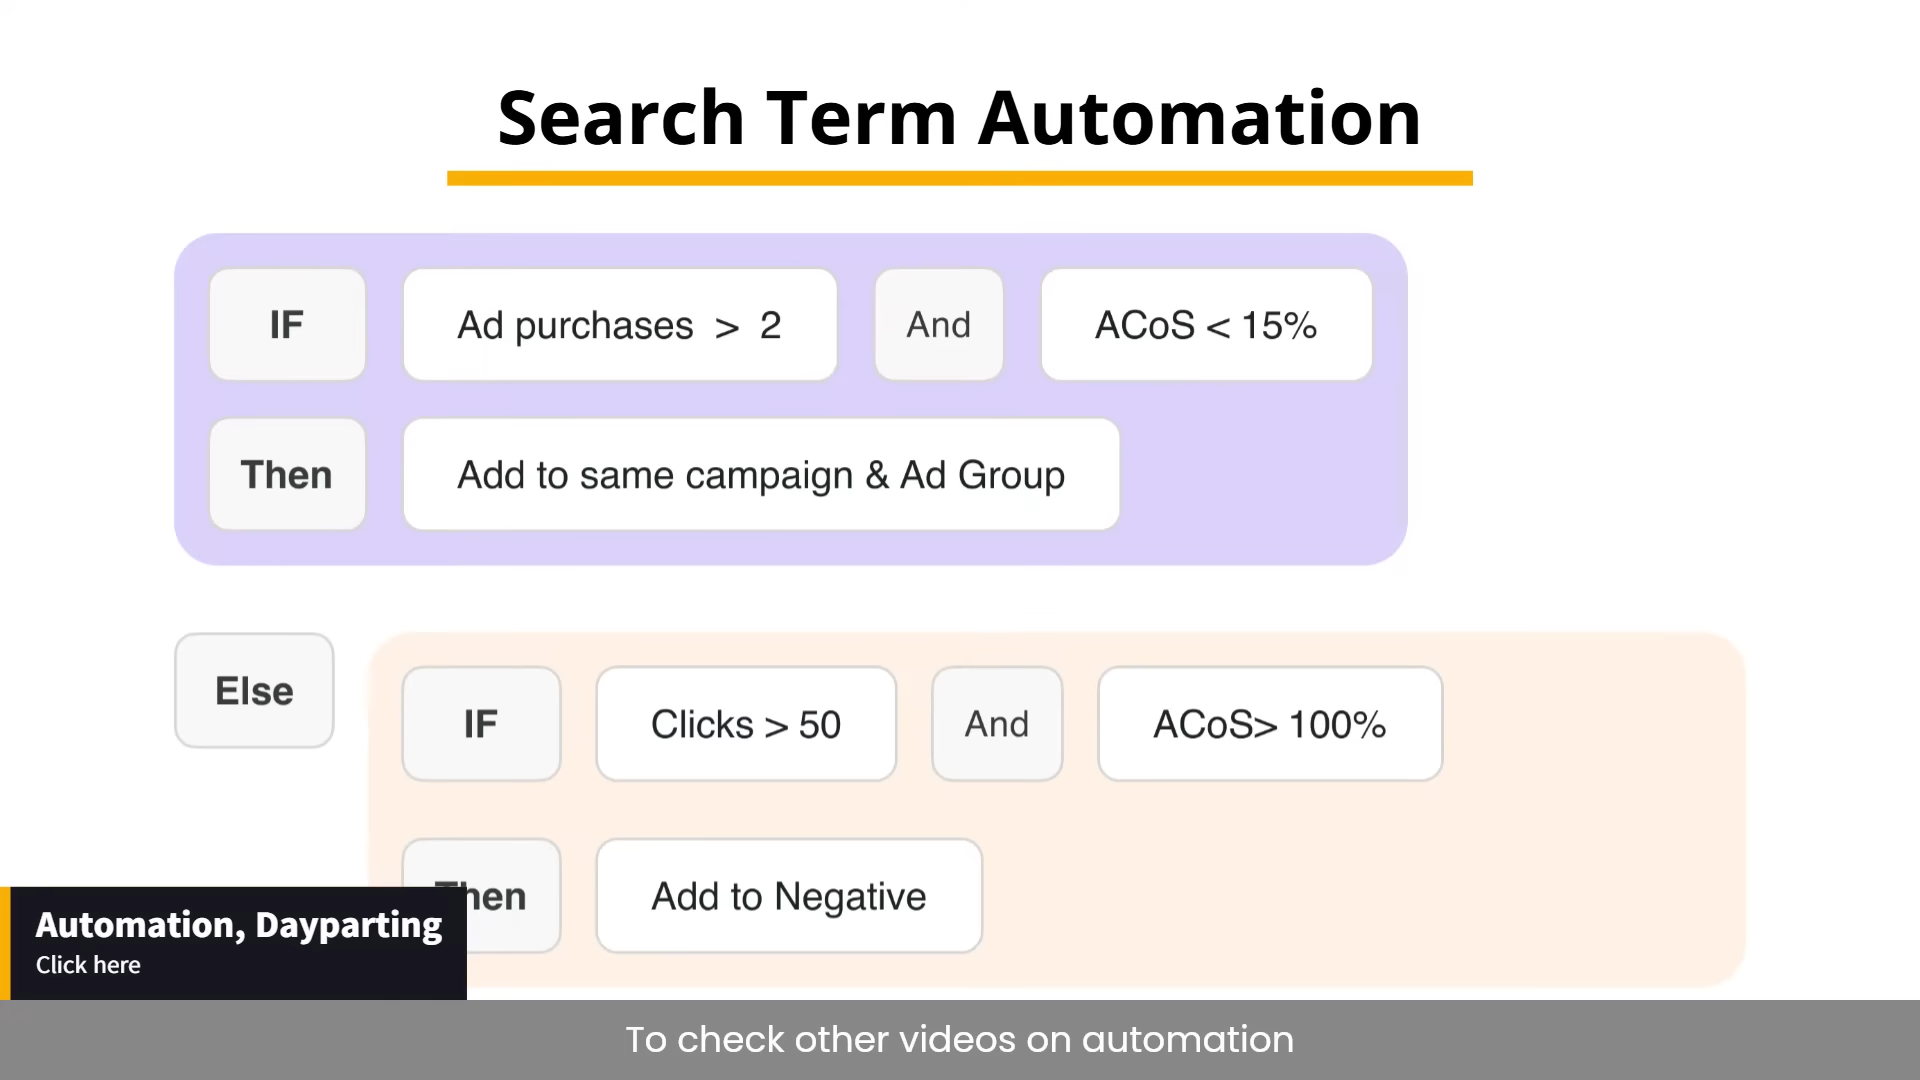 Search Term Automation
IF Ad purchases > 2 And ACoS < 15%
Then Add to same campaign & Ad Group
Else
IF Clicks > 50 And ACoS> 100%
Then Add to Negative
Automation, Dayparting
Click here
To check other videos on automation